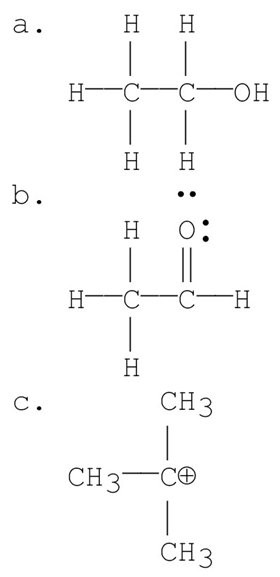 a.
H H
H C C OH
H H
b.
H O
H C C H
H
c.
CH₃
CH₃ C⊕
CH₃